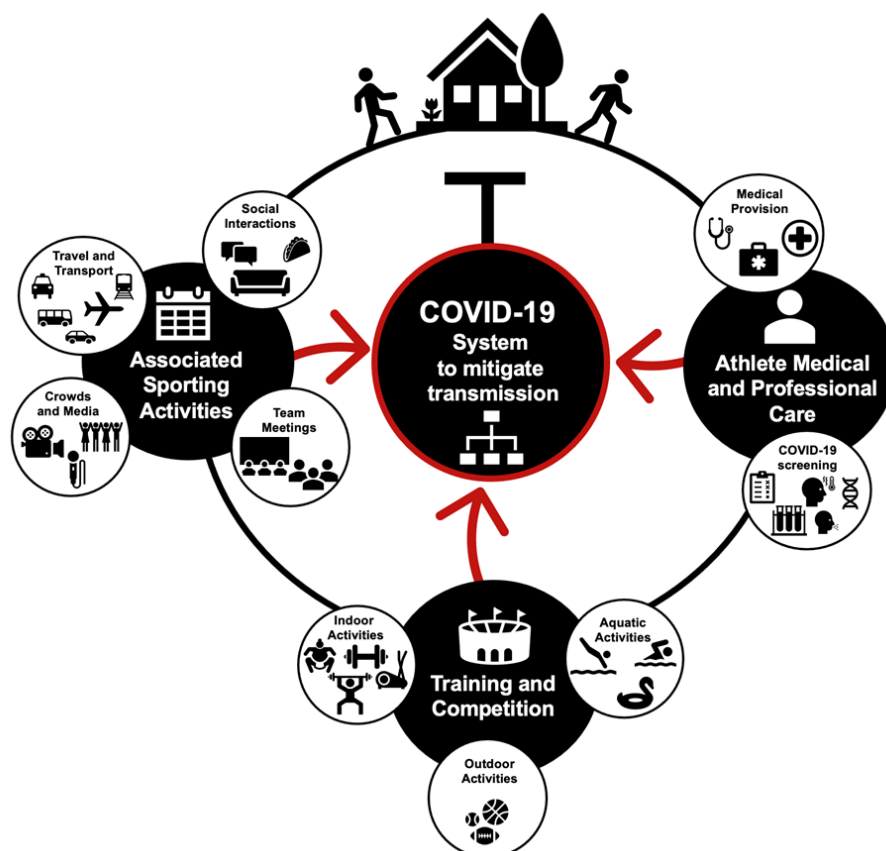 Social
Interactions
Travel and
Transport
Associated
Sporting
Activities
Crowds and
Media
Team
Meetings
COVID-19
System
to mitigate
transmission
Medical
Provision
Athlete Medical
and Professional
Care
COVID-19
screening
Indoor
Activities
Training and
Competition
Aquatic
Activities
Outdoor
Activities